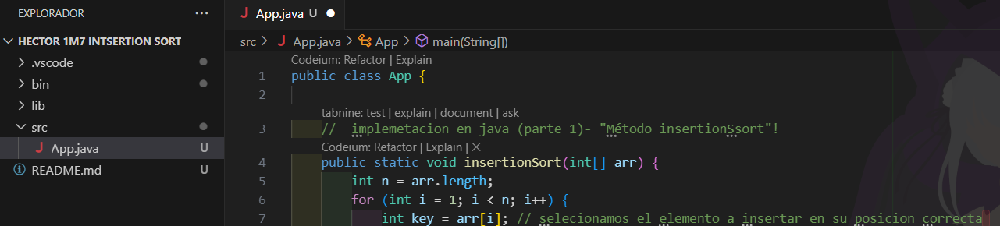 EXPLORADOR ···
HECTOR 1M7 INTSERTION SORT
.vscode
bin
lib
src
J App.java U
README.md U
J App.java U
src > J App.java > App > main(String[])
Codeium: Refactor | Explain
1 public class App {
2
tabnine: test | explain | document | ask
3 // implemetacion en java (parte 1)- "Método insertionSsort"!
Codeium: Refactor | Explain | X
4 public static void insertionSort(int[] arr) {
5 int n = arr.length;
6 for (int i = 1; i < n; i++) {
7 int key = arr[i]; // selecionamos el elemento a insertar en su posicion correcta